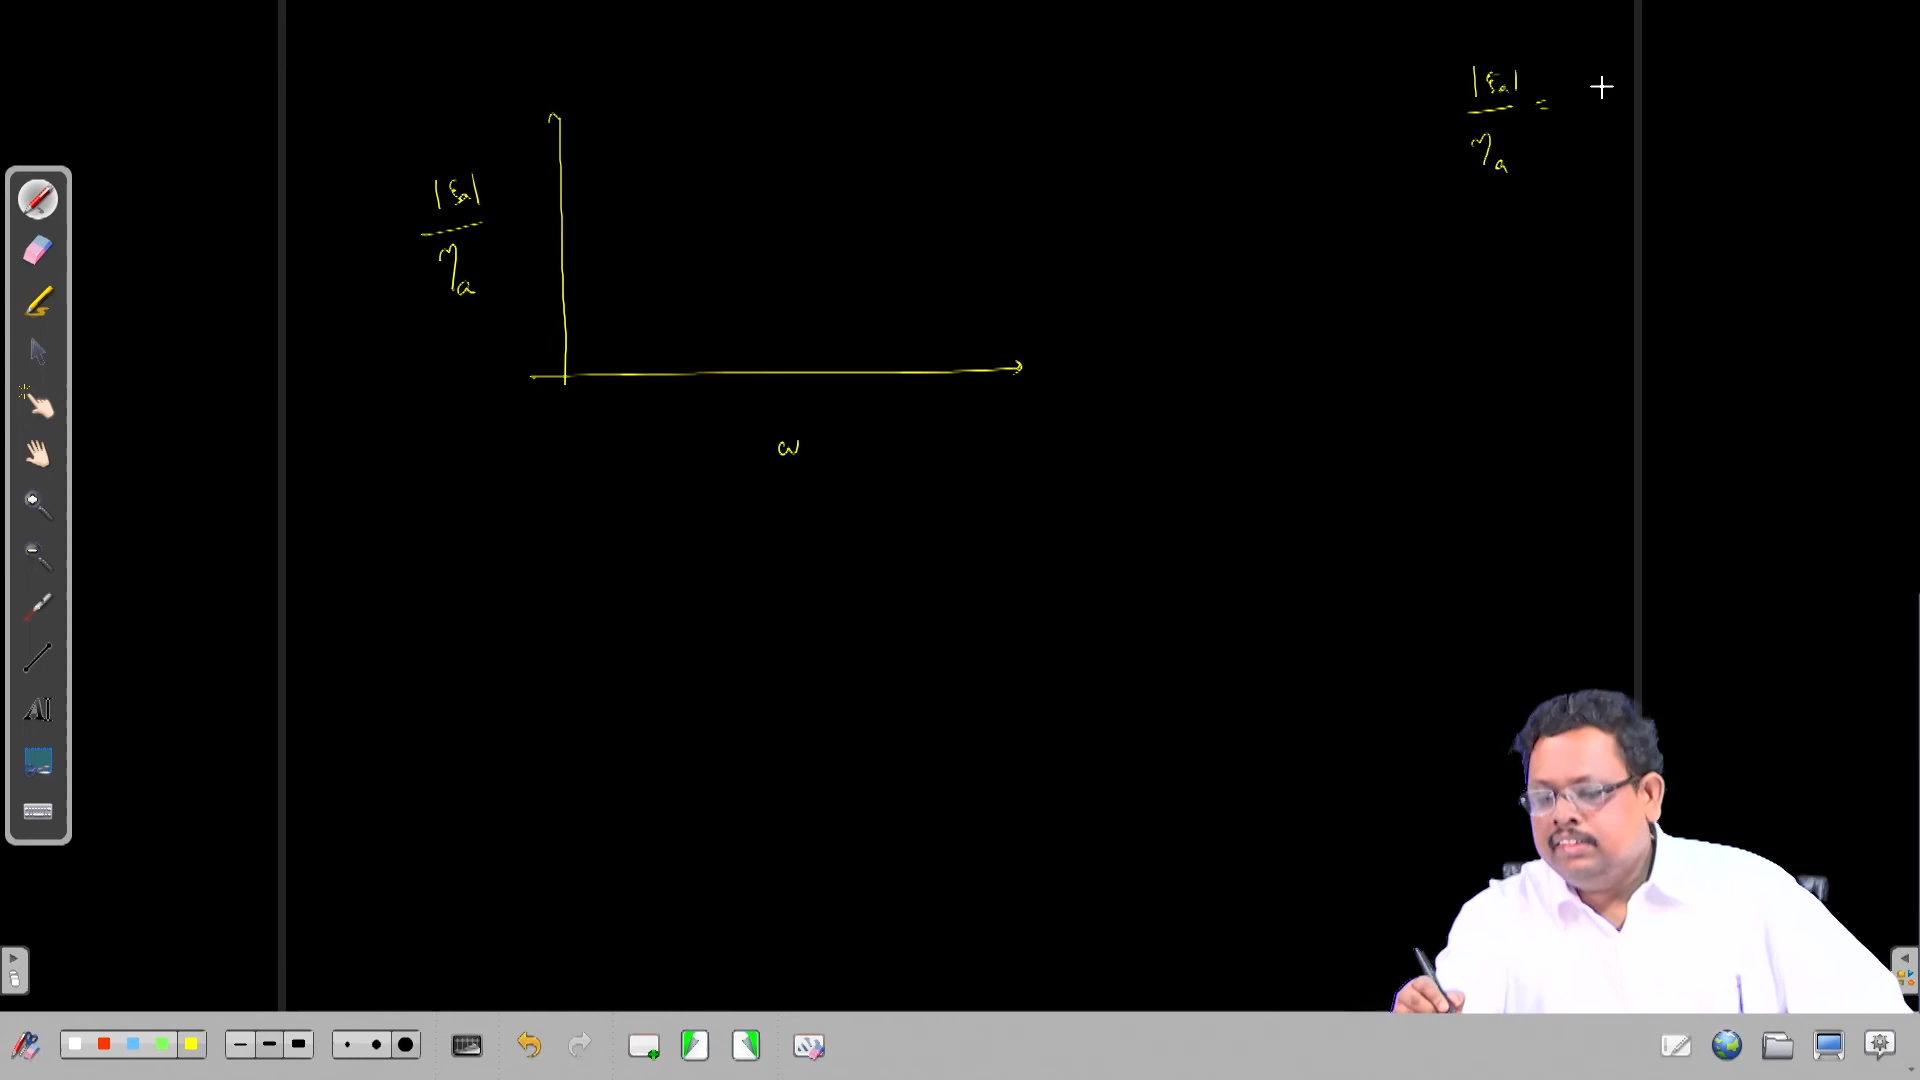 |ξₐ| / ηₐ
ω
|ξₐ| / ηₐ =